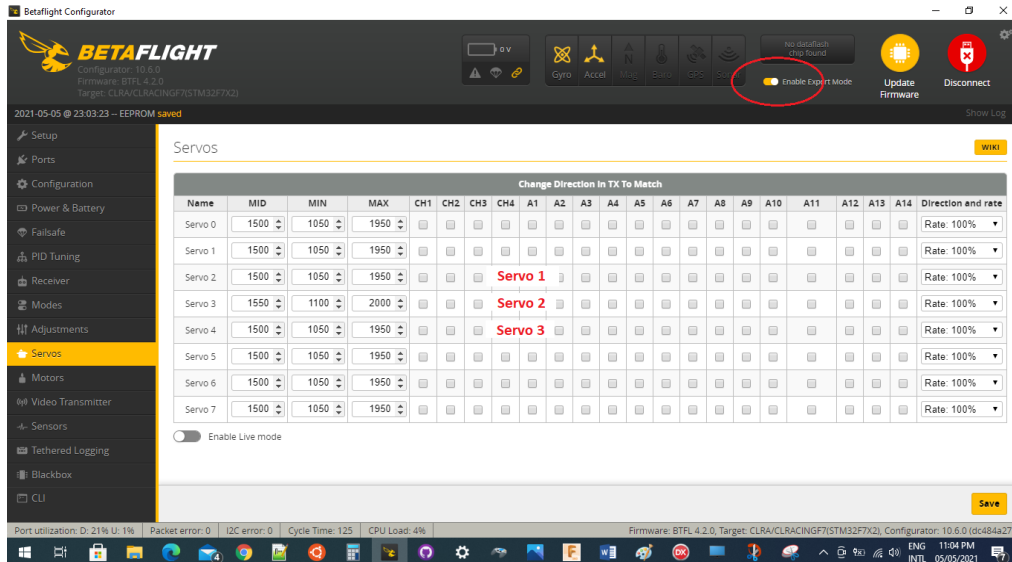 Betaflight Configurator
BETAFLIGHT
Configurator: 10.6.0
Firmware: BTFL 4.2.0
Target: CLRA/CLRACINGF7(STM32F7X2)
0 V
Gyro Accel Mag Baro GPS Sonar
No dataflash
chip found
Enable Expert Mode
Update
Firmware
Disconnect
2021-05-05 @ 23:03:23 -- EEPROM saved
Show Log
Setup
Ports
Configuration
Power & Battery
Failsafe
PID Tuning
Receiver
Modes
Adjustments
Servos
Motors
Video Transmitter
Sensors
Tethered Logging
Blackbox
CLI
Servos
WIKI
Change Direction in TX To Match
Name MID MIN MAX CH1 CH2 CH3 CH4 A1 A2 A3 A4 A5 A6 A7 A8 A9 A10 A11 A12 A13 A14 Direction and rate
Servo 0 1500 1050 1950 Rate: 100%
Servo 1 1500 1050 1950 Rate: 100%
Servo 2 1500 1050 1950 Servo 1 Rate: 100%
Servo 3 1550 1100 2000 Servo 2 Rate: 100%
Servo 4 1500 1050 1950 Servo 3 Rate: 100%
Servo 5 1500 1050 1950 Rate: 100%
Servo 6 1500 1050 1950 Rate: 100%
Servo 7 1500 1050 1950 Rate: 100%
Enable Live mode
Save
Port utilization: D: 21% U: 1% Packet error: 0 I2C error: 0 Cycle Time: 125 CPU Load: 4% Firmware: BTFL 4.2.0, Target: CLRA/CLRACINGF7(STM32F7X2), Configurator: 10.6.0 (dc484a27
ENG 11:04 PM
INTL 05/05/2021